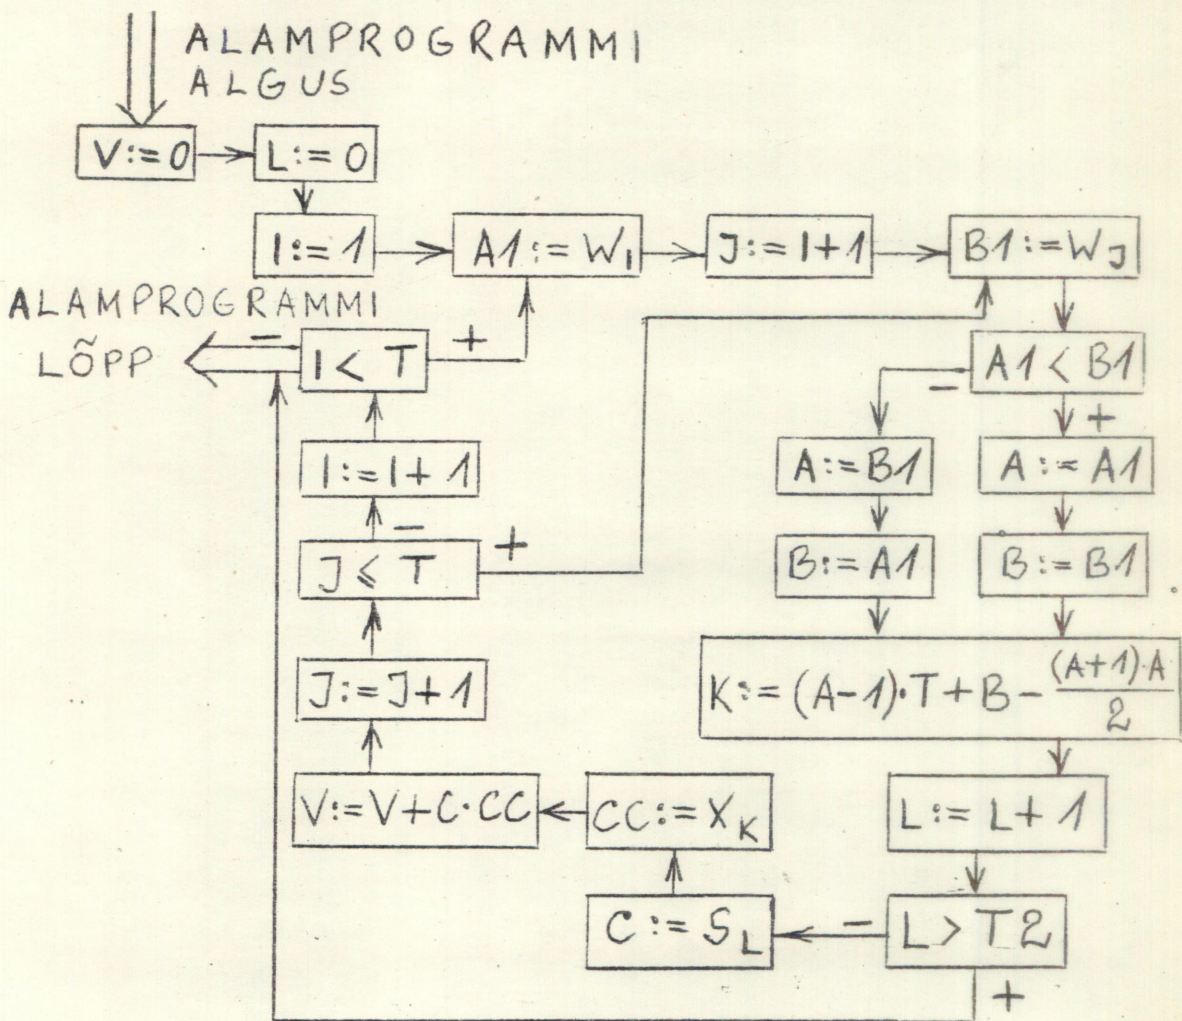 ALAMPROGRAMMI
ALGUS
V:=0
L:=0
I:=1
A1:=W_I
J:=I+1
B1:=W_J
ALAMPROGRAMMI
LÕPP
−
I < T
+
A1 < B1
−
+
I:=I+1
A:=B1
A:=A1
−
J ≤ T
+
B:=A1
B:=B1
J:=J+1
K:=(A-1)·T+B-(A+1)·A/2
V:=V+C·CC
CC:=X_K
L:=L+1
C:=S_L
−
L > T2
+